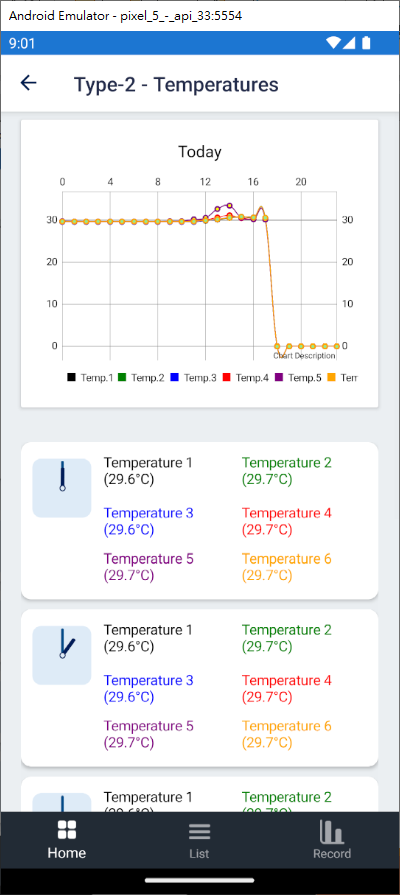 Android Emulator - pixel_5_-_api_33:5554
9:01
Type-2 - Temperatures
Today
0 4 8 12 16 20
30 30
20 20
10 10
0 0
Chart Description
Temp.1 Temp.2 Temp.3 Temp.4 Temp.5 Tem
Temperature 1 Temperature 2
(29.6°C) (29.7°C)
Temperature 3 Temperature 4
(29.6°C) (29.7°C)
Temperature 5 Temperature 6
(29.7°C) (29.7°C)
Temperature 1 Temperature 2
(29.6°C) (29.7°C)
Temperature 3 Temperature 4
(29.6°C) (29.7°C)
Temperature 5 Temperature 6
(29.7°C) (29.7°C)
Temperature 1 Temperature 2
Home List Record